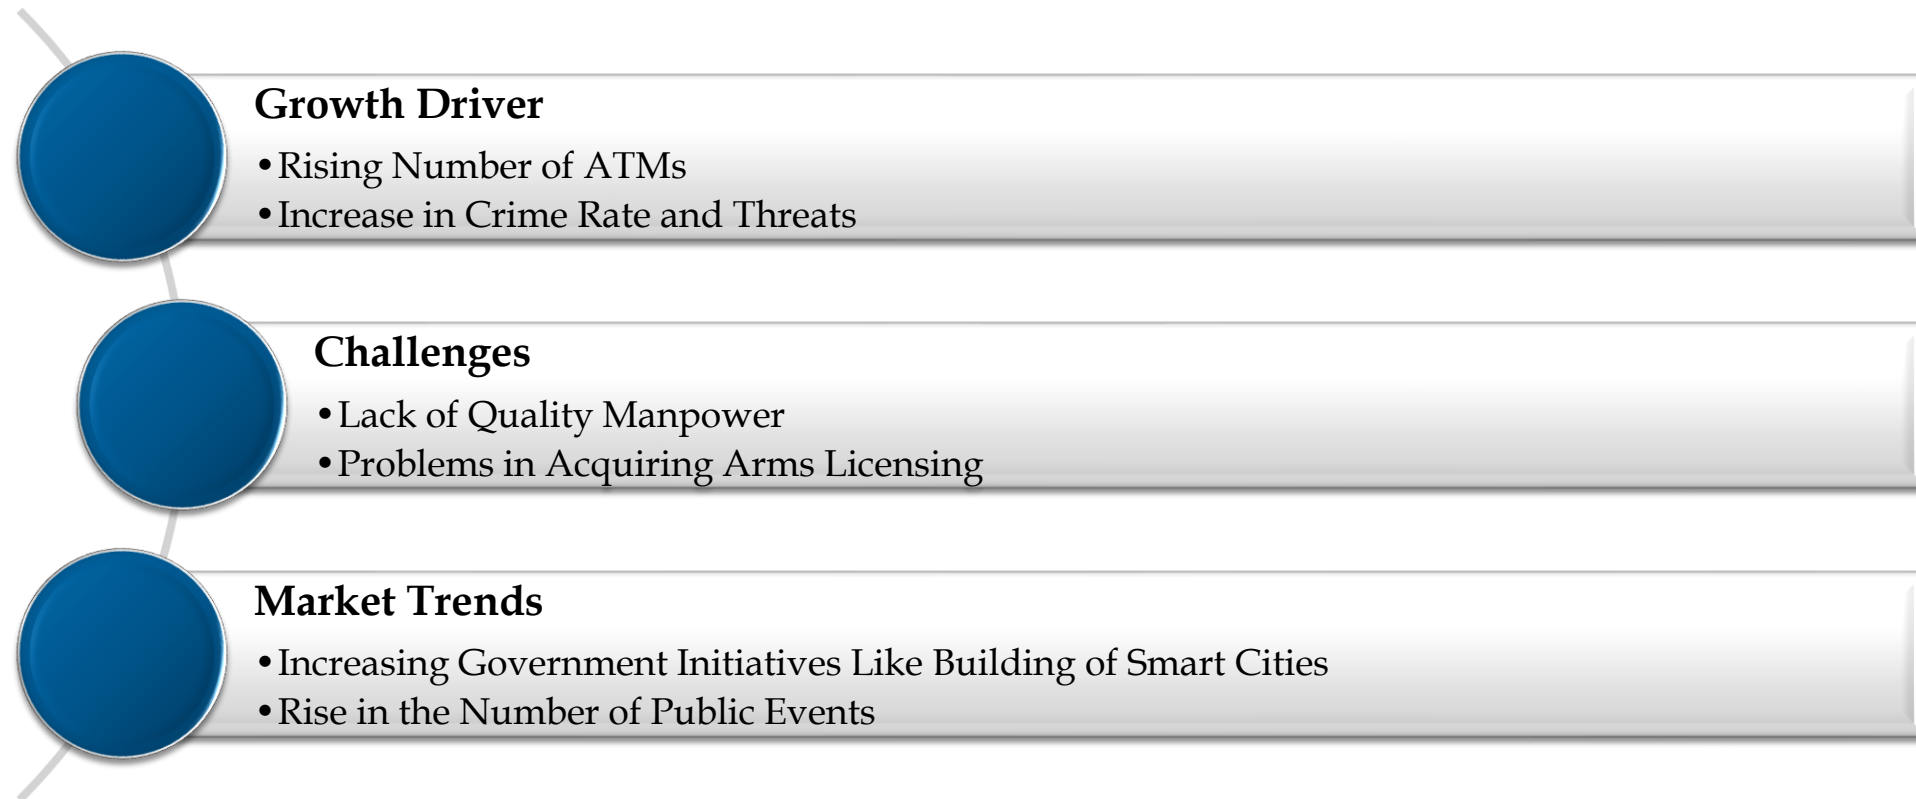 Growth Driver
•Rising Number of ATMs
•Increase in Crime Rate and Threats
Challenges
•Lack of Quality Manpower
•Problems in Acquiring Arms Licensing
Market Trends
•Increasing Government Initiatives Like Building of Smart Cities
•Rise in the Number of Public Events